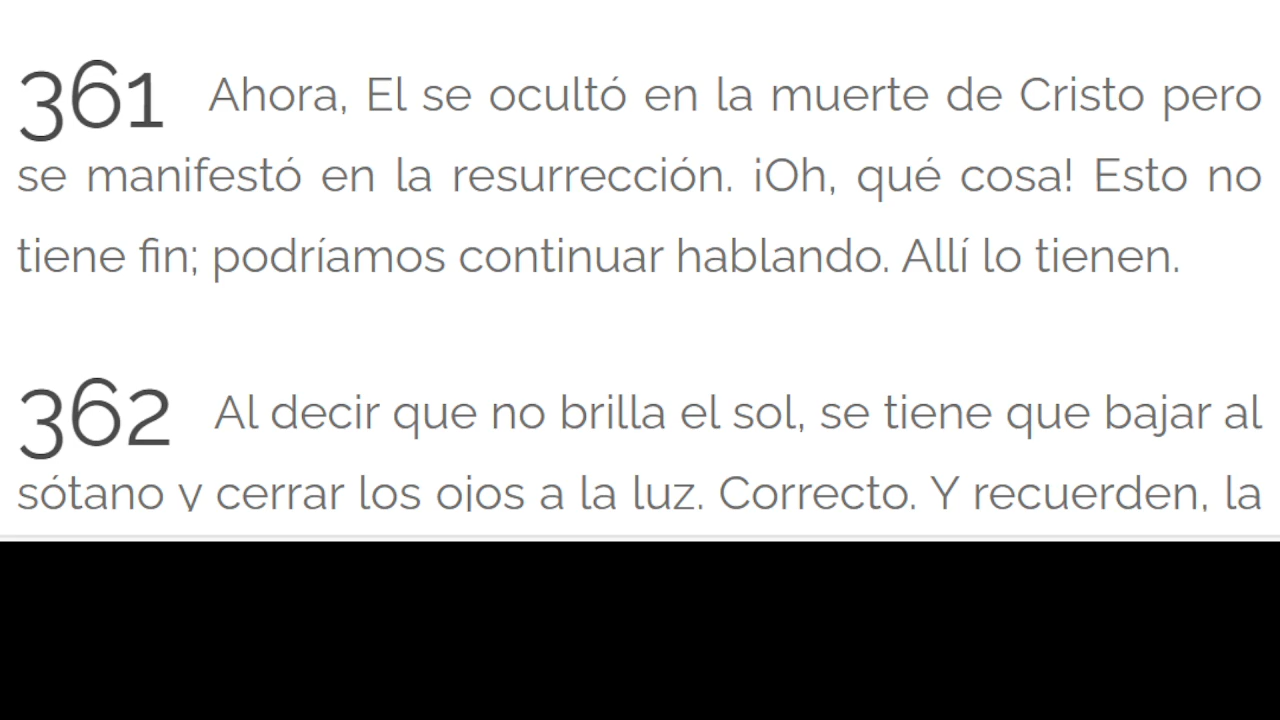 361 Ahora, El se ocultó en la muerte de Cristo pero
se manifestó en la resurrección. ¡Oh, qué cosa! Esto no
tiene fin; podríamos continuar hablando. Allí lo tienen.
362 Al decir que no brilla el sol, se tiene que bajar al
sótano y cerrar los ojos a la luz. Correcto. Y recuerden, la